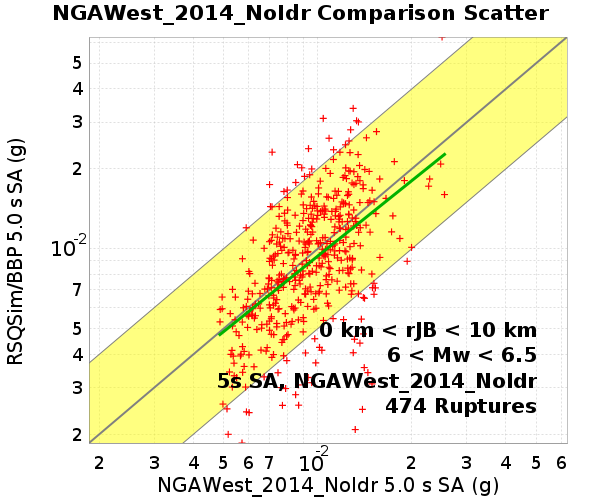 NGAWest_2014_NoIdr Comparison Scatter
RSQSim/BBP 5.0 s SA (g)
5
4
3
2
10-2
7
5
4
3
2
0 km < rJB < 10 km
6 < Mw < 6.5
5s SA, NGAWest_2014_NoIdr
474 Ruptures
2 3 4 5 6 7 10-2 2 3 4 5 6
NGAWest_2014_NoIdr 5.0 s SA (g)